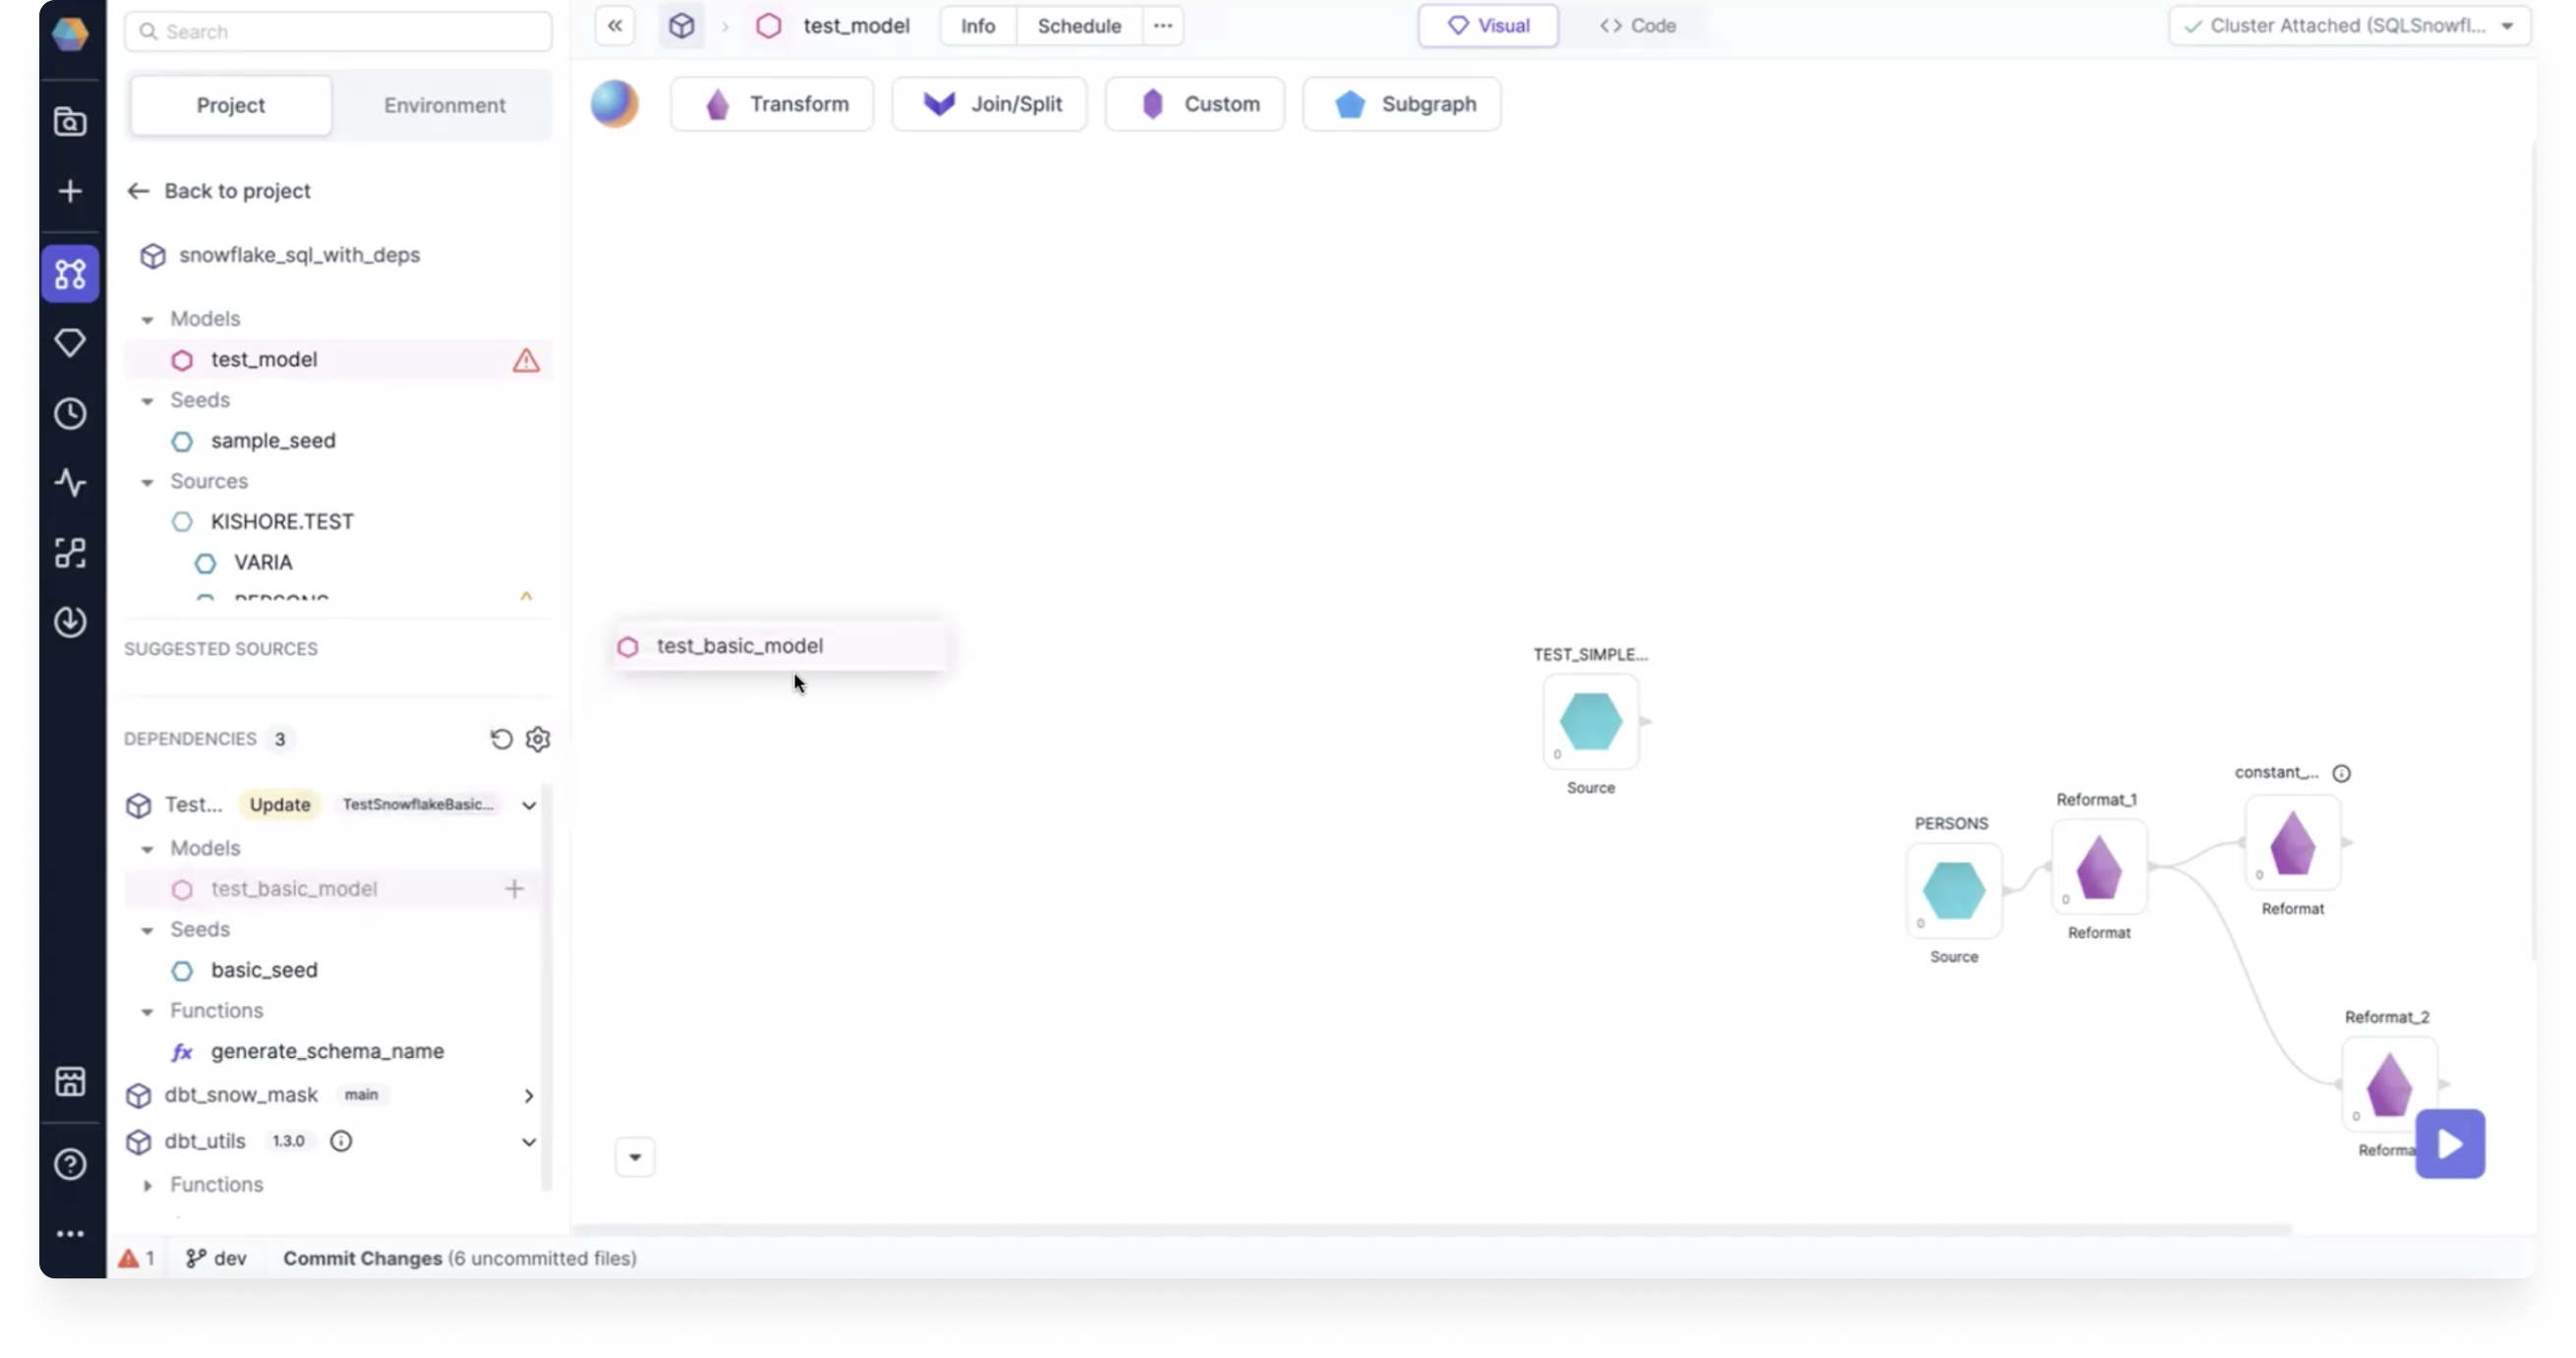 Search
test_model
Info
Schedule
Visual
Code
Cluster Attached (SQLSnowfl...
Project
Environment
Transform
Join/Split
Custom
Subgraph
Back to project
snowflake_sql_with_deps
Models
test_model
Seeds
sample_seed
Sources
KISHORE.TEST
VARIA
PERSONS
SUGGESTED SOURCES
DEPENDENCIES 3
Test... Update TestSnowflakeBasic...
Models
test_basic_model
Seeds
basic_seed
Functions
fx generate_schema_name
dbt_snow_mask main
dbt_utils 1.3.0
Functions
test_basic_model
TEST_SIMPLE...
0
Source
PERSONS
0
Source
Reformat_1
0
Reformat
constant_...
0
Reformat
Reformat_2
0
Reforma
1
dev
Commit Changes (6 uncommitted files)